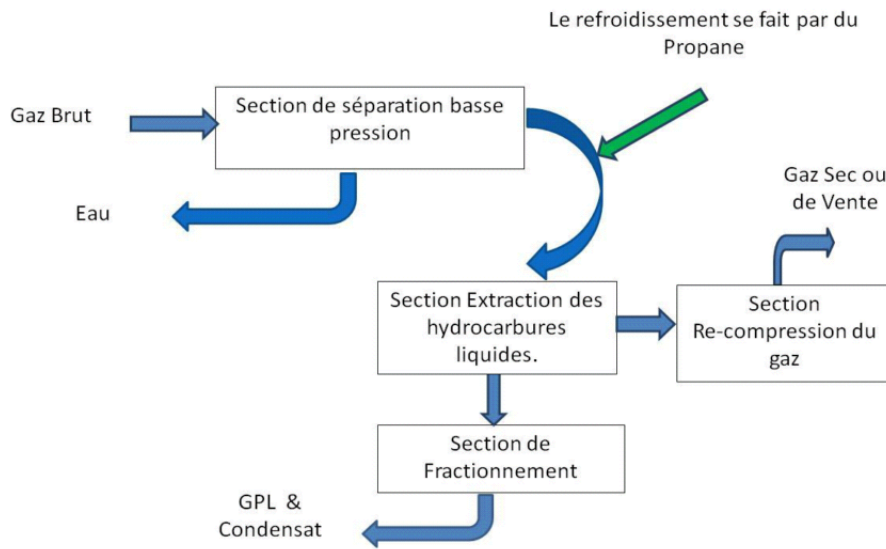 Le refroidissement se fait par du
Propane
Gaz Brut
Section de séparation basse
pression
Eau
Gaz Sec ou
de Vente
Section Extraction des
hydrocarbures
liquides.
Section
Re-compression du
gaz
Section de
Fractionnement
GPL &
Condsat